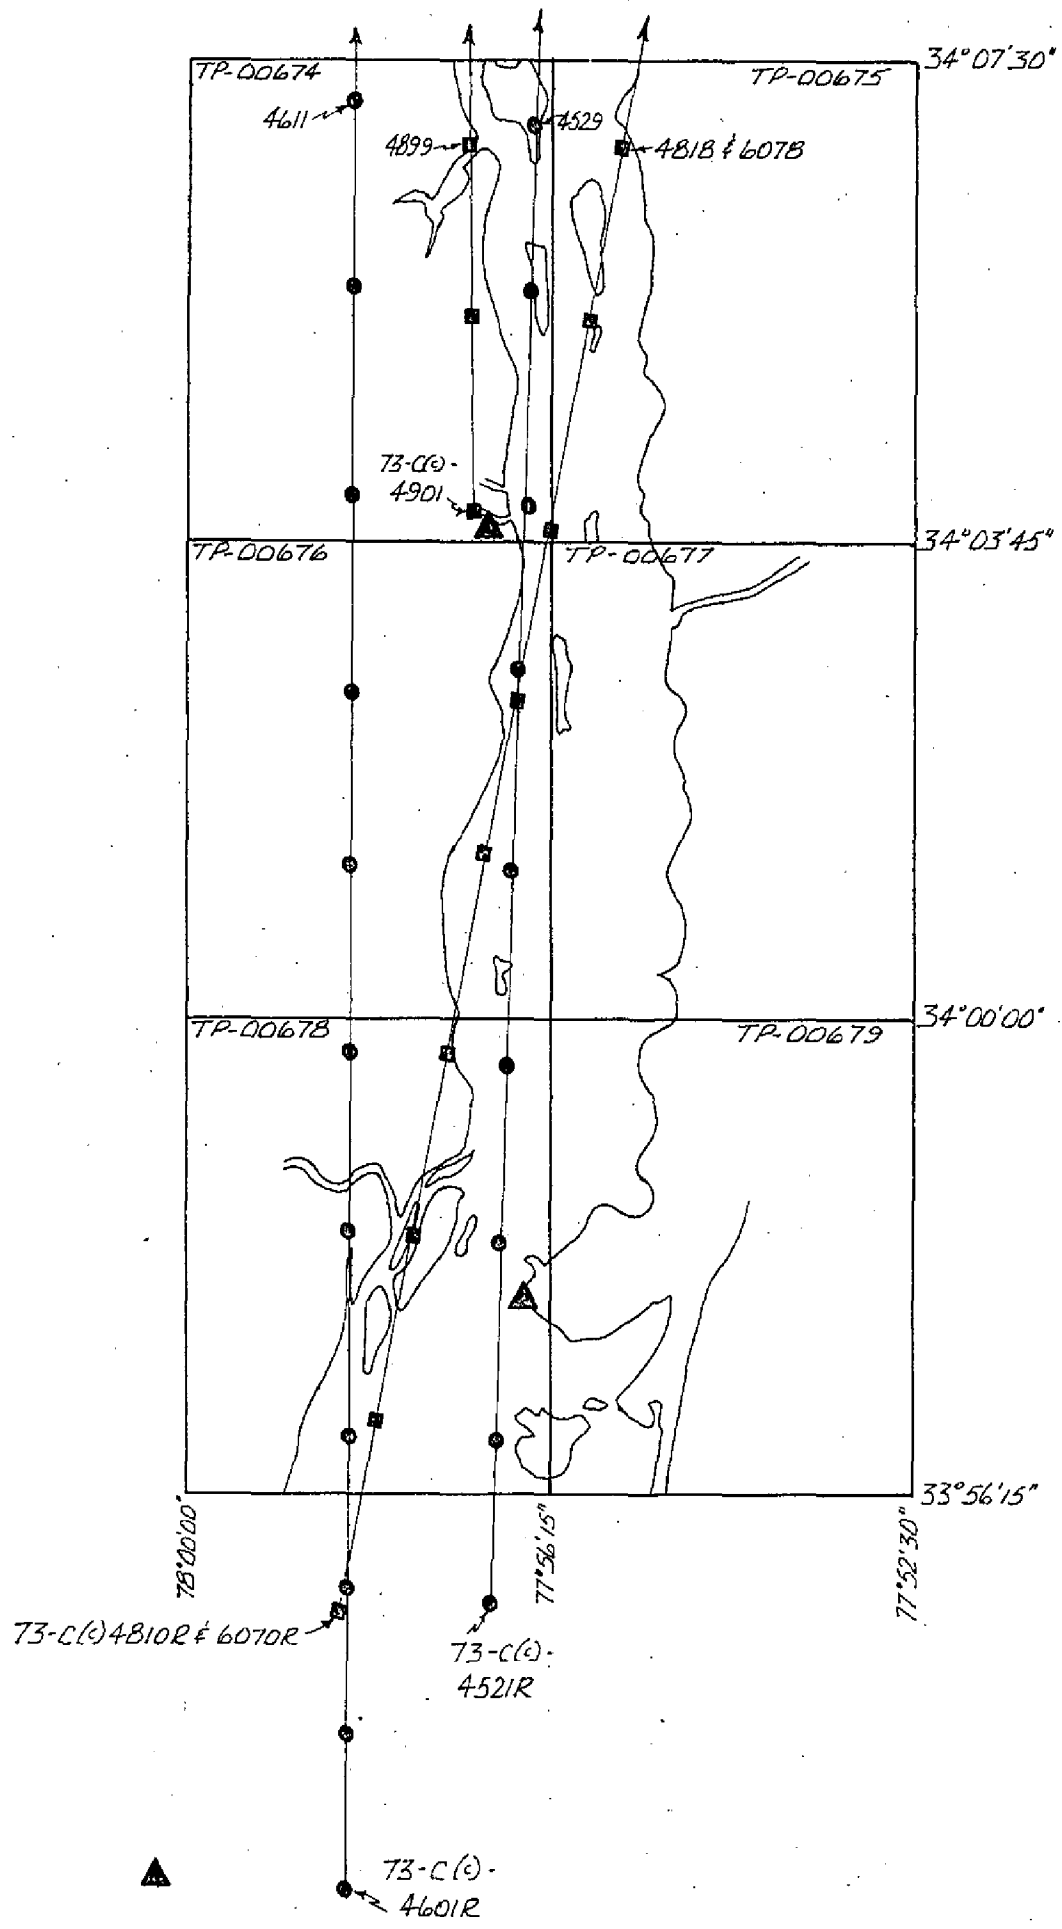 34°07'30"
TP-00674
TP-00675
4611
4529
4899
4818 & 6078
73-C(c)-
4901
34°03'45"
TP-00676
TP-00677
34°00'00"
TP-00678
TP-00679
33°56'15"
78°00'00"
77°56'15"
77°52'30"
73-C(c)4810R & 6070R
73-C(c)-
4521R
73-C(c)-
4601R